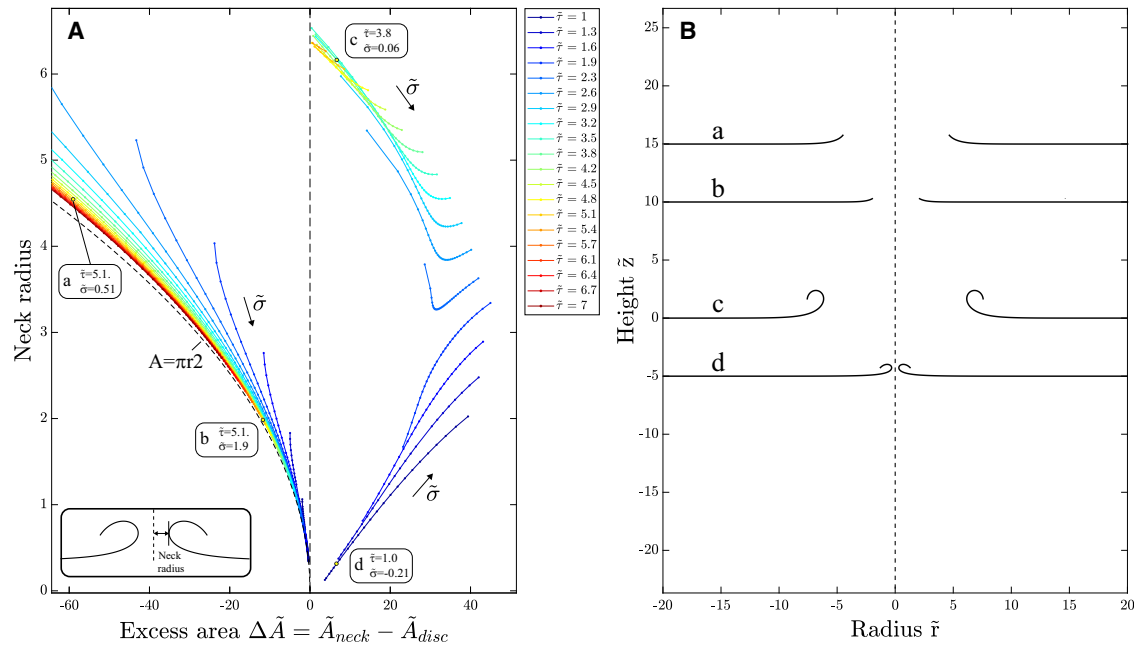 A
6
5
4
3
2
1
0
Neck radius
-60
-40
-20
0
20
40
Excess area ΔÃ = Ã_neck − Ã_disc
c
τ̃=3.8
σ̃=0.06
σ̃
σ̃
σ̃
a
τ̃=5.1.
σ̃=0.51
A=πr2
b
τ̃=5.1.
σ̃=1.9
d
τ̃=1.0
σ̃=-0.21
Neck
radius
τ̃ = 1
τ̃ = 1.3
τ̃ = 1.6
τ̃ = 1.9
τ̃ = 2.3
τ̃ = 2.6
τ̃ = 2.9
τ̃ = 3.2
τ̃ = 3.5
τ̃ = 3.8
τ̃ = 4.2
τ̃ = 4.5
τ̃ = 4.8
τ̃ = 5.1
τ̃ = 5.4
τ̃ = 5.7
τ̃ = 6.1
τ̃ = 6.4
τ̃ = 6.7
τ̃ = 7
B
25
20
15
10
5
0
-5
-10
-15
-20
Height z̃
a
b
c
d
-20
-15
-10
-5
0
5
10
15
20
Radius r̃